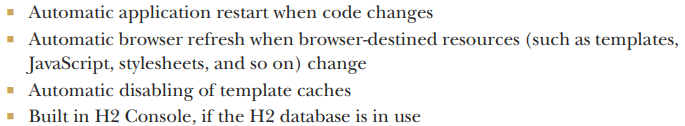 ■ Automatic application restart when code changes
■ Automatic browser refresh when browser-destined resources (such as templates,
JavaScript, stylesheets, and so on) change
■ Automatic disabling of template caches
■ Built in H2 Console, if the H2 database is in use